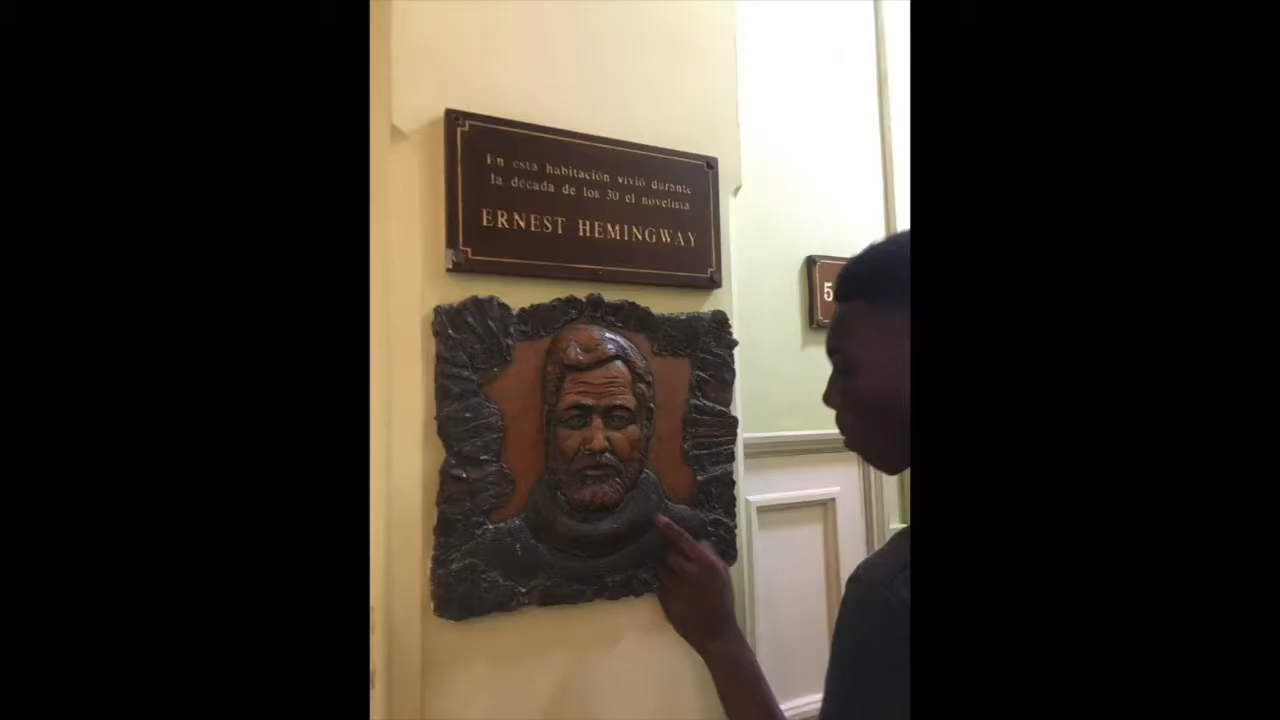 En esta habitación vivió durante
la década de los 30 el novelista
ERNEST HEMINGWAY
5